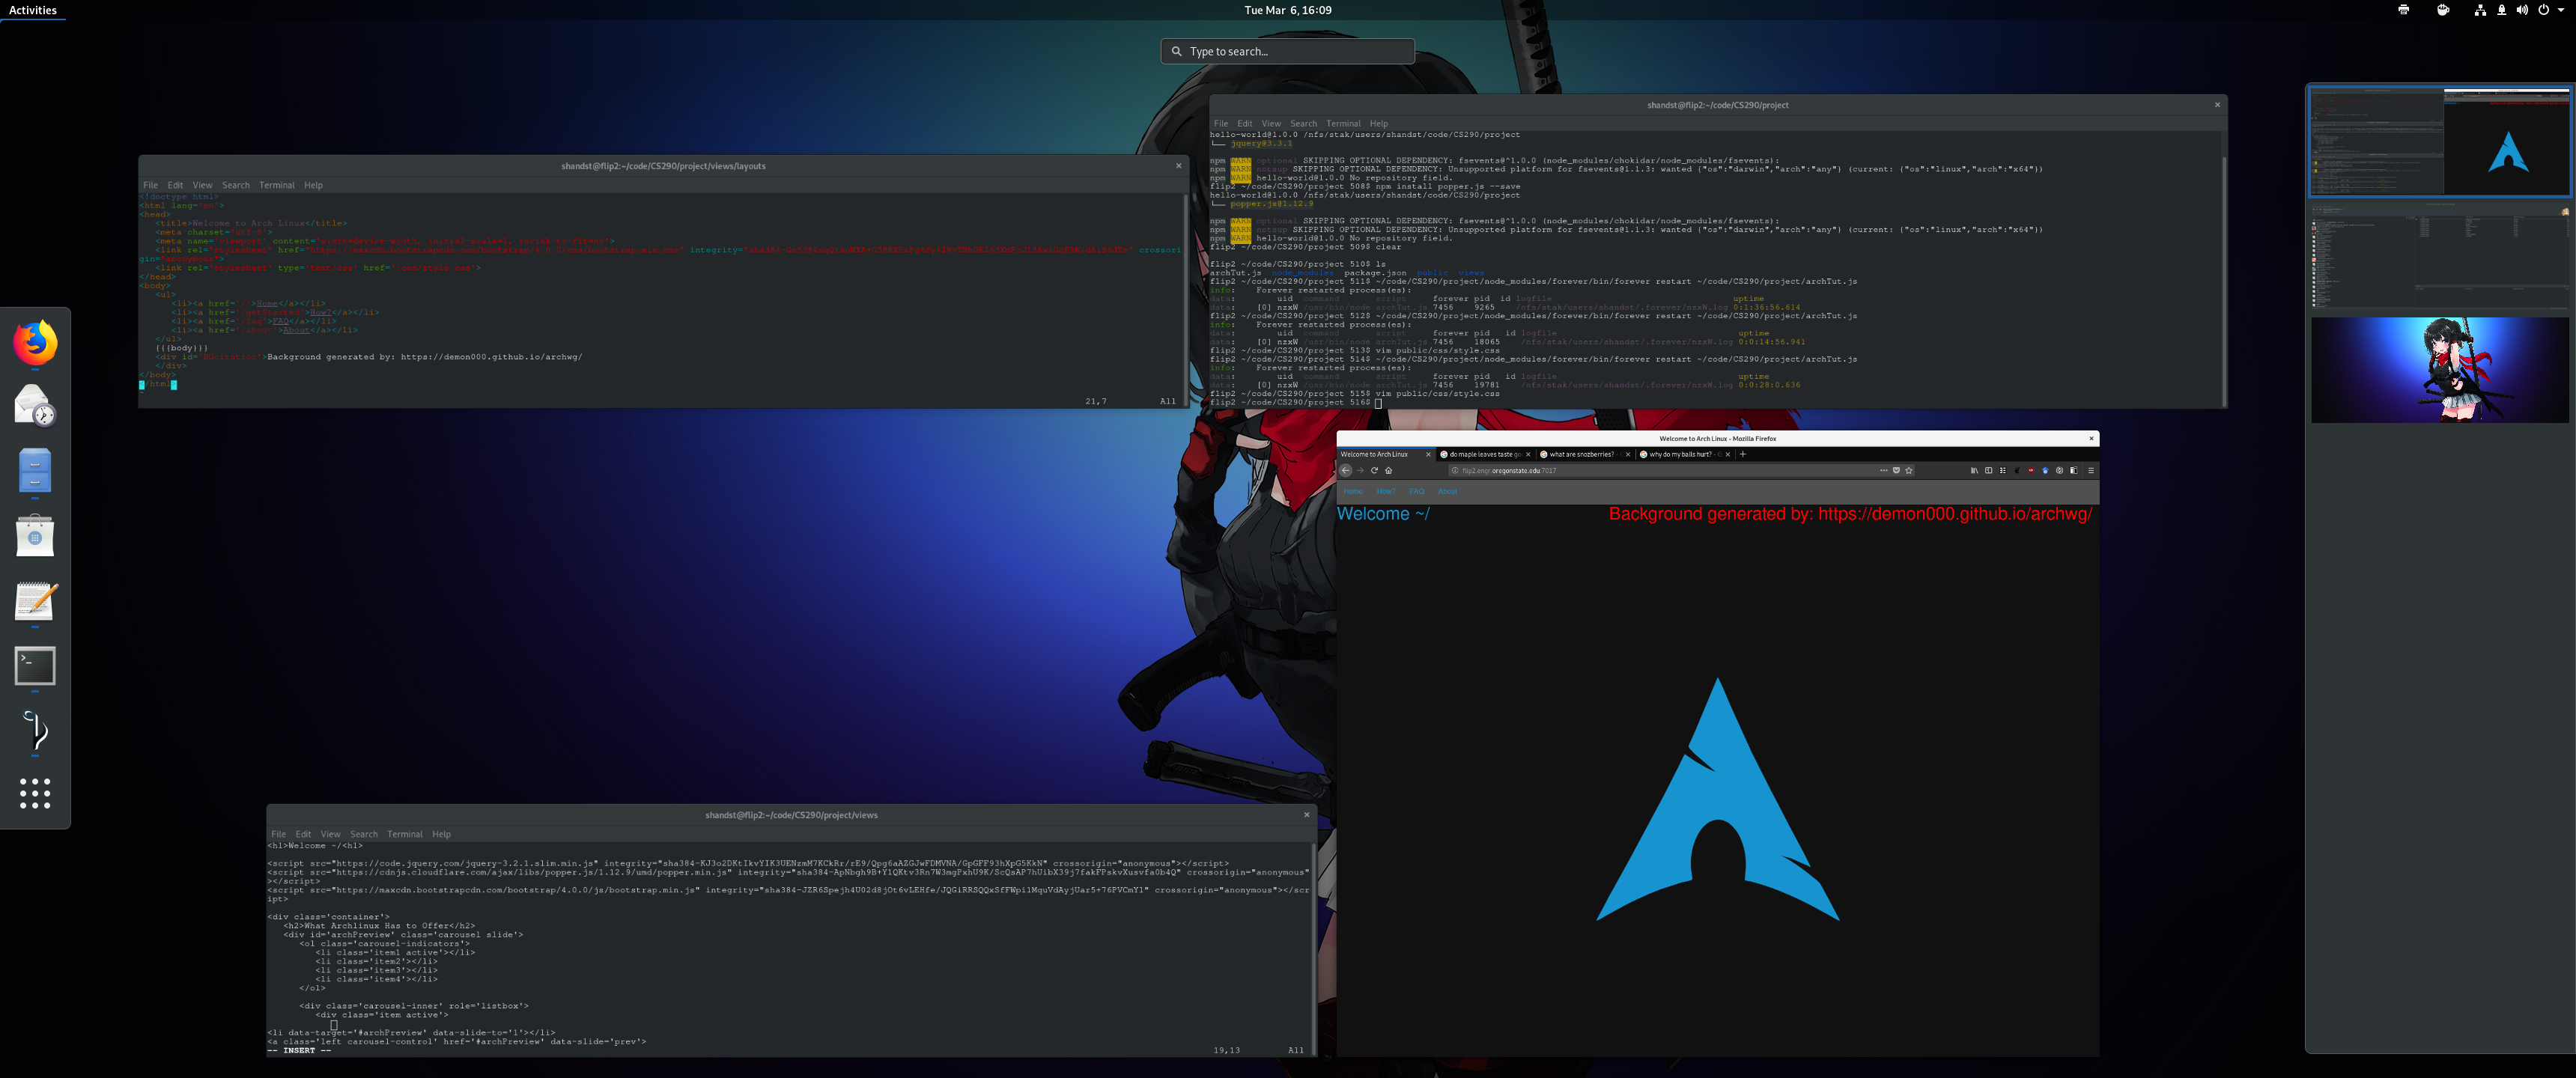 Activities
Tue Mar 6, 16:09
Type to search...
shandst@flip2:~/code/CS290/project/views/layouts
File Edit View Search Terminal Help
<!doctype html>
<html lang='en'>
<head>
<title>Welcome to Arch Linux</title>
<meta charset='utf-8'>
<meta name='viewport' content='width=device-width, initial-scale=1, shrink-to-fit=no'>
<link rel='stylesheet' type='text/css' href='/css/style.css'>
</head>
<body>
<ul>
<li><a href='/'>Home</a></li>
<li><a href='/getStarted'>How?</a></li>
<li><a href='/faq'>FAQ</a></li>
<li><a href='/about'>About</a></li>
</ul>
{{{body}}}
Background generated by: https://demon000.github.io/archwg/
</div>
</body>
</html>
~
21,7 All
shandst@flip2:~/code/CS290/project
File Edit View Search Terminal Help
hello-world@1.0.0 /nfs/stak/users/shandst/code/CS290/project
└── jquery@3.3.1
npm WARN optional SKIPPING OPTIONAL DEPENDENCY: fsevents@^1.0.0 (node_modules/chokidar/node_modules/fsevents):
npm WARN notsup SKIPPING OPTIONAL DEPENDENCY: Unsupported platform for fsevents@1.1.3: wanted {"os":"darwin","arch":"any"} (current: {"os":"linux","arch":"x64"})
npm WARN hello-world@1.0.0 No repository field.
flip2 ~/code/CS290/project 508$ npm install popper.js --save
hello-world@1.0.0 /nfs/stak/users/shandst/code/CS290/project
└── popper.js@1.12.9
npm WARN optional SKIPPING OPTIONAL DEPENDENCY: fsevents@^1.0.0 (node_modules/chokidar/node_modules/fsevents):
npm WARN notsup SKIPPING OPTIONAL DEPENDENCY: Unsupported platform for fsevents@1.1.3: wanted {"os":"darwin","arch":"any"} (current: {"os":"linux","arch":"x64"})
npm WARN hello-world@1.0.0 No repository field.
flip2 ~/code/CS290/project 509$ clear
flip2 ~/code/CS290/project 510$ ls
archTut.js node_modules package.json public views
flip2 ~/code/CS290/project 511$ ~/code/CS290/project/node_modules/forever/bin/forever restart ~/code/CS290/project/archTut.js
info: Forever restarted process(es):
data: uid command script forever pid id logfile uptime
data: [0] nzxW /usr/bin/node archTut.js 7456 9265 /nfs/stak/users/shandst/.forever/nzxW.log 0:1:36:56.614
flip2 ~/code/CS290/project 512$ ~/code/CS290/project/node_modules/forever/bin/forever restart ~/code/CS290/project/archTut.js
info: Forever restarted process(es):
data: uid command script forever pid id logfile uptime
data: [0] nzxW /usr/bin/node archTut.js 7456 18065 /nfs/stak/users/shandst/.forever/nzxW.log 0:0:14:56.941
flip2 ~/code/CS290/project 513$ vim public/css/style.css
flip2 ~/code/CS290/project 514$ ~/code/CS290/project/node_modules/forever/bin/forever restart ~/code/CS290/project/archTut.js
info: Forever restarted process(es):
data: uid command script forever pid id logfile uptime
data: [0] nzxW /usr/bin/node archTut.js 7456 19781 /nfs/stak/users/shandst/.forever/nzxW.log 0:0:28:0.636
flip2 ~/code/CS290/project 515$ vim public/css/style.css
flip2 ~/code/CS290/project 516$
Welcome to Arch Linux - Mozilla Firefox
Welcome to Arch Linux do maple leaves taste go what are snozberries? - why do my balls hurt? - G
flip2.engr.oregonstate.edu:7017
Home How? FAQ About
Welcome ~/ Background generated by: https://demon000.github.io/archwg/
shandst@flip2:~/code/CS290/project/views
File Edit View Search Terminal Help
<h1>Welcome ~/<h1>
<script src="https://code.jquery.com/jquery-3.2.1.slim.min.js" integrity="sha384-KJ3o2DKtIkvYIK3UENzmM7KCkRr/rE9/Qpg6aAZGJwFDMVNA/GpGFF93hXpG5KkN" crossorigin="anonymous"></script>
<script src="https://cdnjs.cloudflare.com/ajax/libs/popper.js/1.12.9/umd/popper.min.js" integrity="sha384-ApNbgh9B+Y1QKtv3Rn7W3mgPxhU9K/ScQsAP7hUibX39j7fakFPskvXusvfa0b4Q" crossorigin="anonymous"
></script>
<script src="https://maxcdn.bootstrapcdn.com/bootstrap/4.0.0/js/bootstrap.min.js" integrity="sha384-JZR6Spejh4U02d8jOt6vLEHfe/JQGiRRSQQxSfFWpi1MquVdAyjUar5+76PVCmYl" crossorigin="anonymous"></scr
ipt>
<div class='container'>
<h2>What Archlinux Has to Offer</h2>
<div id='archPreview' class='carousel slide'>
<ol class='carousel-indicators'>
<li class='item1 active'></li>
<li class='item2'></li>
<li class='item3'></li>
<li class='item4'></li>
</ol>
<div class='carousel-inner' role='listbox'>
<div class='item active'>
<li data-target='#archPreview' data-slide-to='1'></li>
<a class='left carousel-control' href='#archPreview' data-slide='prev'>
-- INSERT --
19,13 All